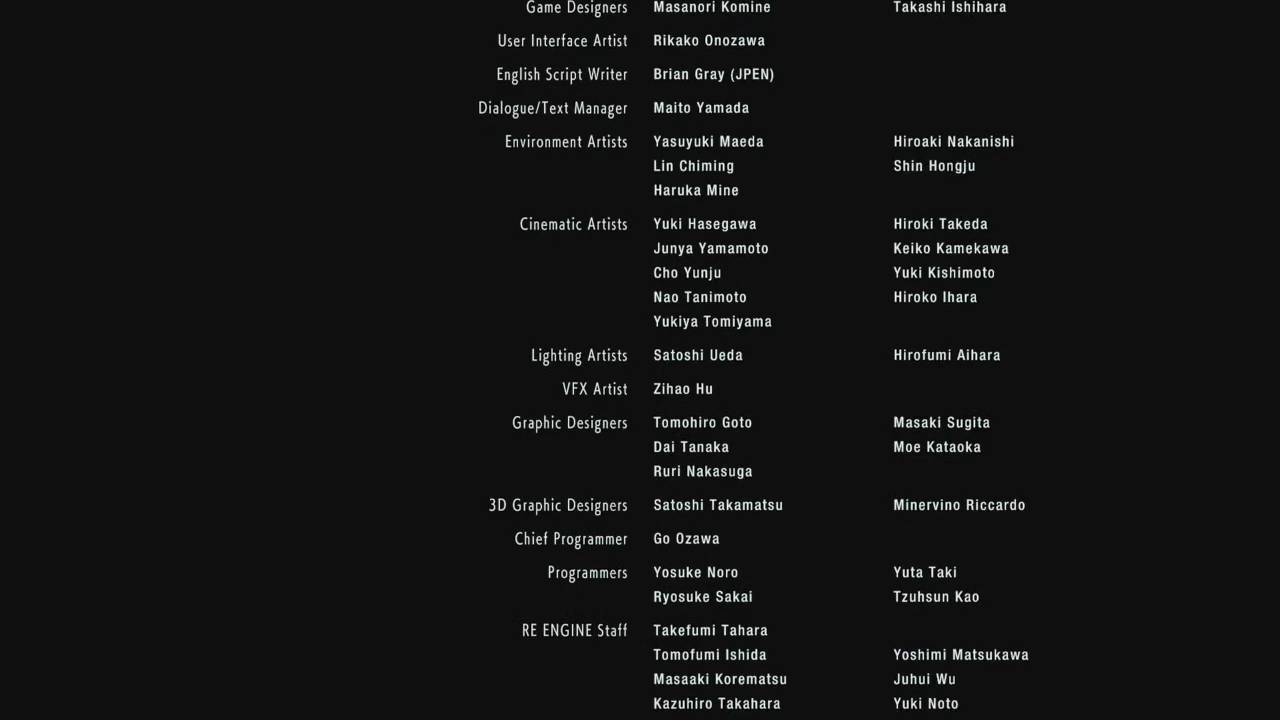 Game Designers Masanori Komine Takashi Ishihara
User Interface Artist Rikako Onozawa
English Script Writer Brian Gray (JPEN)
Dialogue/Text Manager Maito Yamada
Environment Artists Yasuyuki Maeda Hiroaki Nakanishi
Lin Chiming Shin Hongju
Haruka Mine
Cinematic Artists Yuki Hasegawa Hiroki Takeda
Junya Yamamoto Keiko Kamekawa
Cho Yunju Yuki Kishimoto
Nao Tanimoto Hiroko Ihara
Yukiya Tomiyama
Lighting Artists Satoshi Ueda Hirofumi Aihara
VFX Artist Zihao Hu
Graphic Designers Tomohiro Goto Masaki Sugita
Dai Tanaka Moe Kataoka
Ruri Nakasuga
3D Graphic Designers Satoshi Takamatsu Minervino Riccardo
Chief Programmer Go Ozawa
Programmers Yosuke Noro Yuta Taki
Ryosuke Sakai Tzuhsun Kao
RE ENGINE Staff Takefumi Tahara
Tomofumi Ishida Yoshimi Matsukawa
Masaaki Korematsu Juhui Wu
Kazuhiro Takahara Yuki Noto